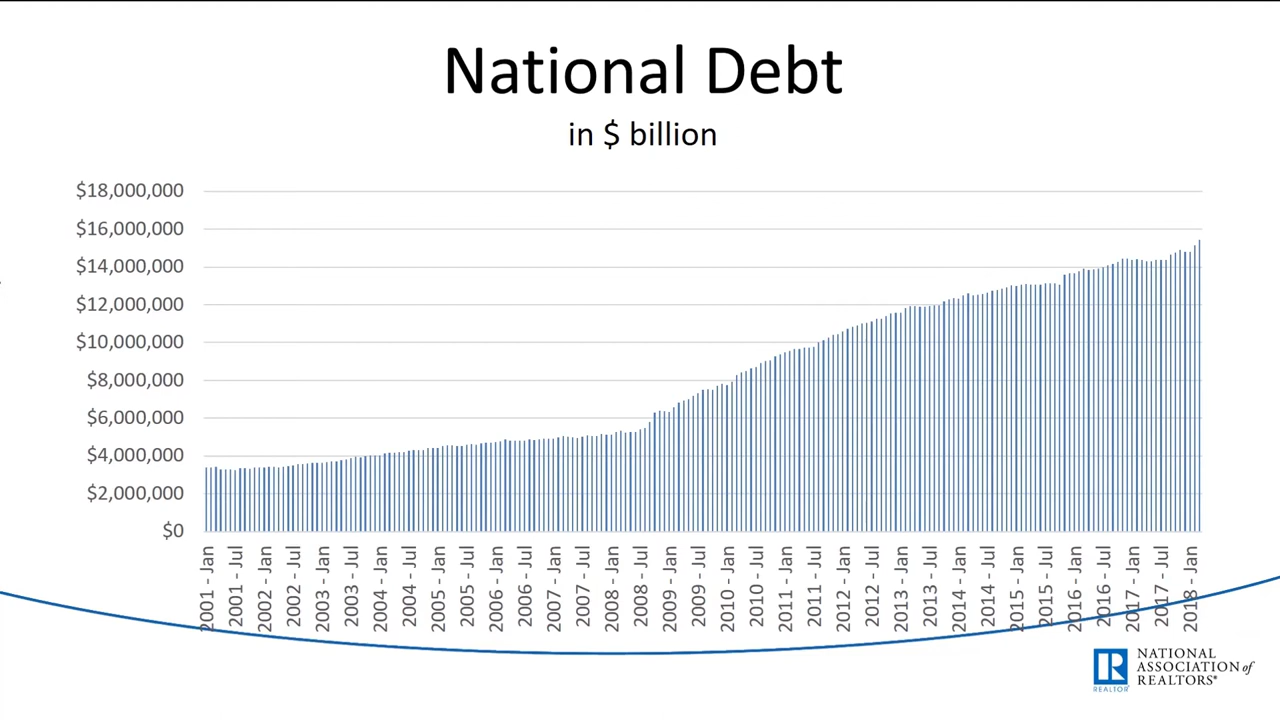 National Debt
in $ billion
$18,000,000
$16,000,000
$14,000,000
$12,000,000
$10,000,000
$8,000,000
$6,000,000
$4,000,000
$2,000,000
$0
2001 - Jan
2001 - Jul
2002 - Jan
2002 - Jul
2003 - Jan
2003 - Jul
2004 - Jan
2004 - Jul
2005 - Jan
2005 - Jul
2006 - Jan
2006 - Jul
2007 - Jan
2007 - Jul
2008 - Jan
2008 - Jul
2009 - Jan
2009 - Jul
2010 - Jan
2010 - Jul
2011 - Jan
2011 - Jul
2012 - Jan
2012 - Jul
2013 - Jan
2013 - Jul
2014 - Jan
2014 - Jul
2015 - Jan
2015 - Jul
2016 - Jan
2016 - Jul
2017 - Jan
2017 - Jul
2018 - Jan
NATIONAL
ASSOCIATION of
REALTORS®
R
REALTOR®